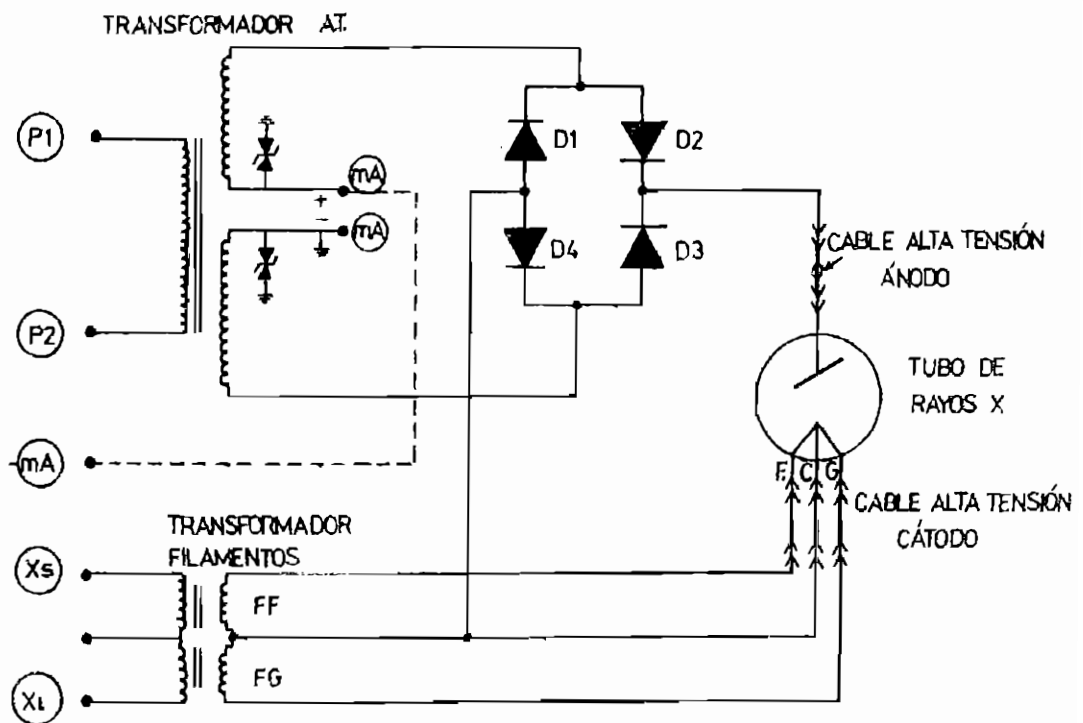 TRANSFORMADOR A.T.
P1
D1
D2
mA
+
-
mA
D4
D3
CABLE ALTA TENSIÓN
ÁNODO
P2
TUBO DE
RAYOS X
mA
F. C G
CABLE ALTA TENSIÓN
CÁTODO
TRANSFORMADOR
FILAMENTOS
XS
FF
FG
XL